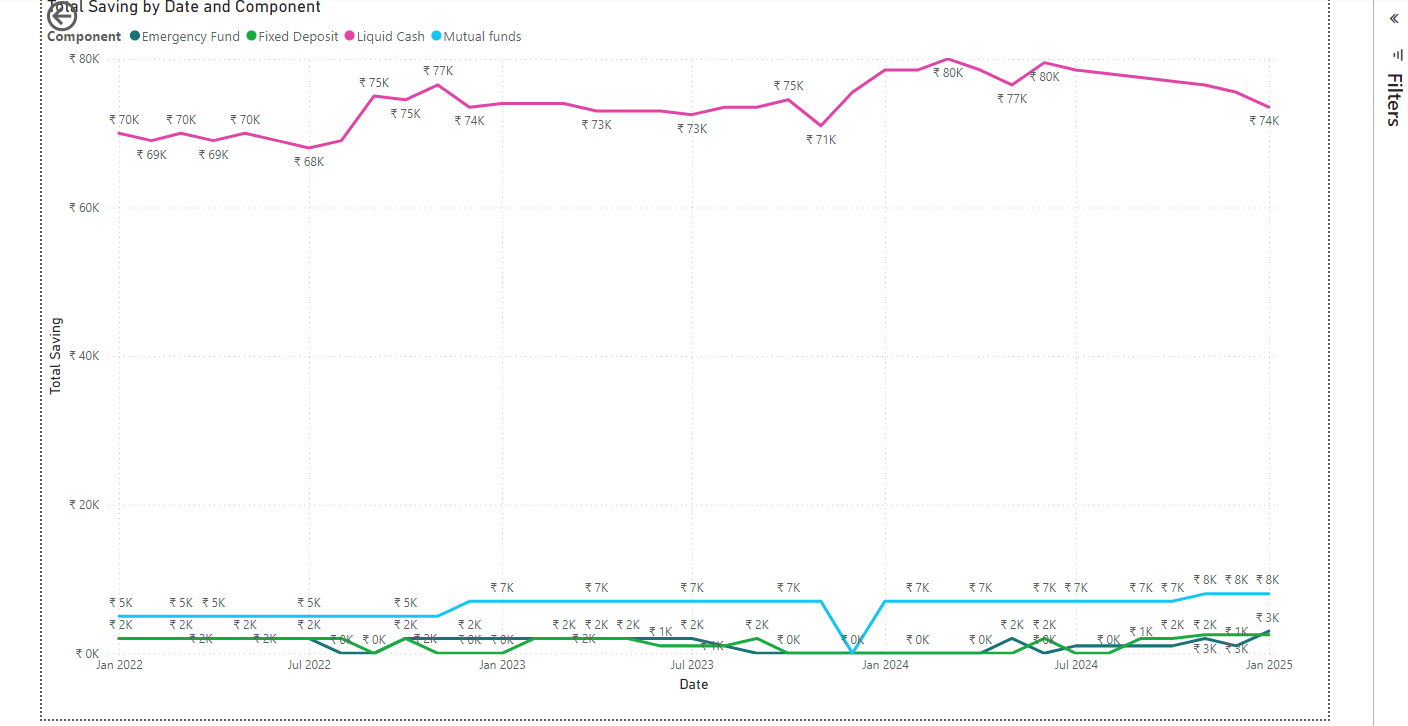 Total Saving by Date and Component
Component Emergency Fund Fixed Deposit Liquid Cash Mutual funds
₹ 80K
₹ 60K
₹ 40K
₹ 20K
₹ 0K
Total Saving
₹ 70K ₹ 69K ₹ 70K ₹ 69K ₹ 70K ₹ 68K ₹ 75K ₹ 75K ₹ 77K ₹ 74K ₹ 73K ₹ 73K ₹ 75K ₹ 71K ₹ 80K ₹ 77K ₹ 80K ₹ 74K
₹ 5K ₹ 5K ₹ 5K ₹ 5K ₹ 5K ₹ 7K ₹ 7K ₹ 7K ₹ 7K ₹ 7K ₹ 7K ₹ 7K ₹ 7K ₹ 7K ₹ 7K ₹ 8K ₹ 8K ₹ 8K
₹ 2K ₹ 2K ₹ 2K ₹ 2K ₹ 2K ₹ 2K ₹ 2K ₹ 2K ₹ 2K ₹ 1K ₹ 2K ₹ 2K ₹ 2K ₹ 2K ₹ 1K ₹ 2K ₹ 2K ₹ 1K ₹ 3K
₹ 2K ₹ 2K ₹ 0K ₹ 0K ₹ 2K ₹ 0K ₹ 0K ₹ 2K ₹ 1K ₹ 0K ₹ 0K ₹ 0K ₹ 0K ₹ 0K ₹ 0K ₹ 3K ₹ 3K
Jan 2022 Jul 2022 Jan 2023 Jul 2023 Jan 2024 Jul 2024 Jan 2025
Date
Filters